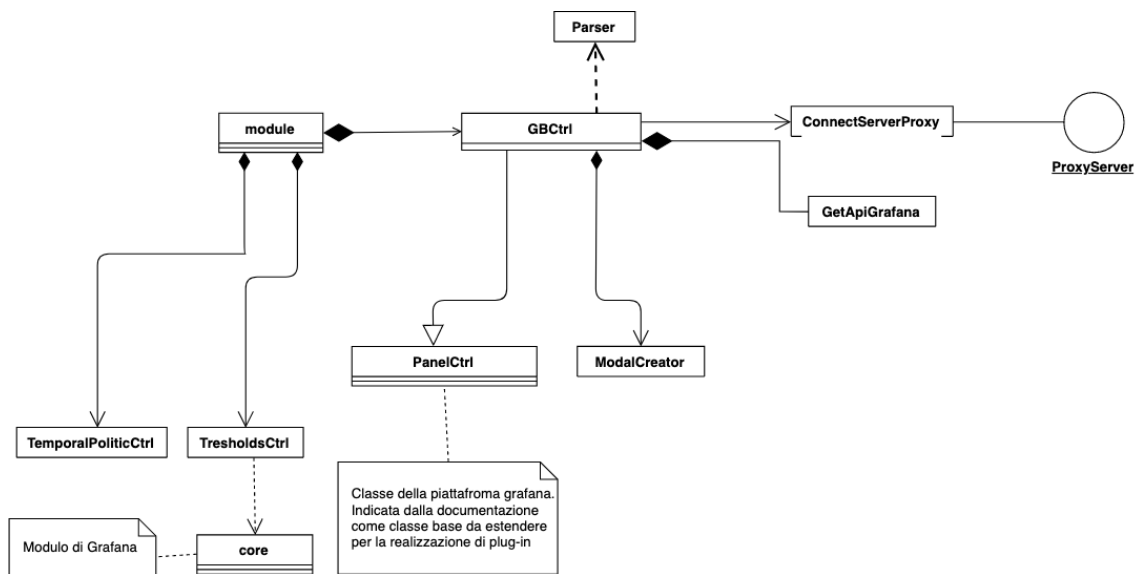 Parser
module
GBCtrl
ConnectServerProxy
ProxyServer
GetApiGrafana
PanelCtrl
ModalCreator
TemporalPoliticCtrl
TresholdsCtrl
Classe della piattafroma grafana.
Indicata dalla documentazione
come classe base da estendere
per la realizzazione di plug-in
Modulo di Grafana
core